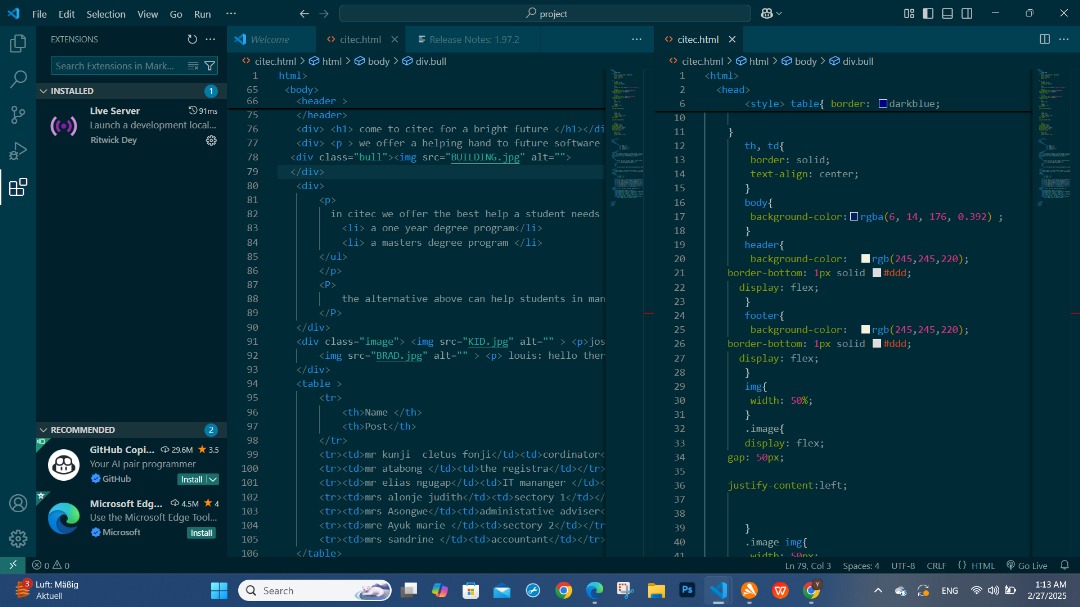 File Edit Selection View Go Run ··· project
EXTENSIONS
Search Extensions in Mark...
INSTALLED 1
Live Server 91ms
Launch a development local...
Ritwick Dey
RECOMMENDED 2
GitHub Copi... 29.6M 3.5
Your AI pair programmer
GitHub Install
Microsoft Edg... 4.5M 4
Use the Microsoft Edge Tool...
Microsoft Install
Welcome citec.html Release Notes: 1.97.2
citec.html > html > body > div.bull
1 html>
65 <body>
66 <header >
75 </header>
76 <div> <h1> come to citec for a bright future </h1></di
77 <div> <p > we offer a helping hand to future software
78 <div class="bull"><img src="BUILDING.jpg" alt="">
79 </div>
80 <div>
81 <p>
82 in citec we offer the best help a student needs
83 <li> a one year degree program</li>
84 <li> a masters degree program </li>
85 </ul>
86 </p>
87 <P>
88 the alternative above can help students in man
89 </P>
90 </div>
91 <div class="image"> <img src="KID.jpg" alt="" > <p>jos
92 <img src="BRAD.jpg" alt="" > <p> louis: hello ther
93 </div>
94 <table >
95 <tr>
96 <th>Name </th>
97 <th>Post</th>
98 </tr>
99 <tr><td>mr kunji  cletus fonji</td><td>cordinator<
100 <tr><td>mr atabong </td><td>the registra</td></tr>
101 <tr><td>mr elias ngugap</td><td>IT mananger </td><
102 <tr><td>mrs alonje judith</td><td>sectory 1</td></
103 <tr><td>mrs Asongwe</td><td>administative adviser<
104 <tr><td>mre Ayuk marie </td><td>sectory 2</td></tr
105 <tr><td>mrs sandrine </td><td>accountant</td></tr>
106 </table>
citec.html
citec.html > html > body > div.bull
1 <html>
2 <head>
6 <style> table{ border: darkblue;
10
11 }
12 th, td{
13 border: solid;
14 text-align: center;
15 }
16 body{
17 background-color: rgba(6, 14, 176, 0.392) ;
18 }
19 header{
20 background-color: rgb(245,245,220);
21 border-bottom: 1px solid #ddd;
22 display: flex;
23 }
24 footer{
25 background-color: rgb(245,245,220);
26 border-bottom: 1px solid #ddd;
27 display: flex;
28 }
29 img{
30 width: 50%;
31 }
32 .image{
33 display: flex;
34 gap: 50px;
35
36 justify-content:left;
37
38
39 }
40 .image img{
41 width: 50px;
0 0 Ln 79, Col 3 Spaces: 4 UTF-8 CRLF {} HTML Go Live
3 Luft: Mäßig
Aktuell
Search
ENG
1:13 AM
2/27/2025